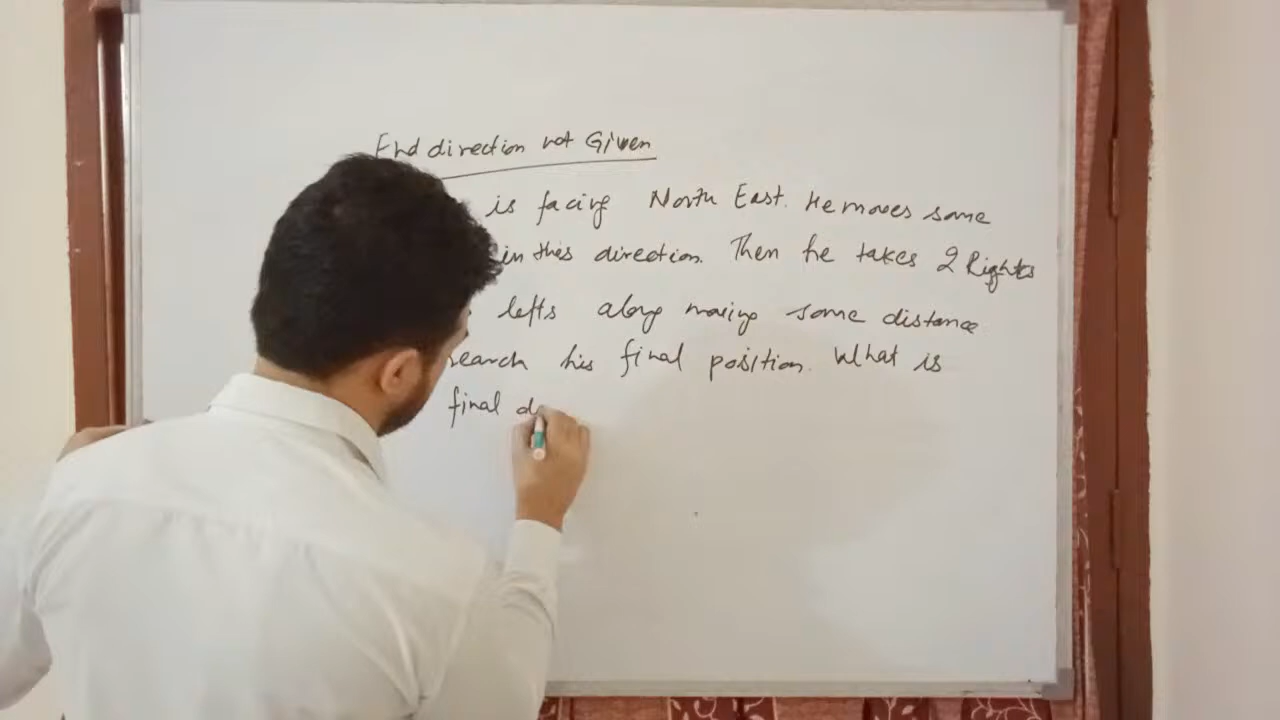 End direction not Given
is facing North East. He moves some
in this direction. Then he takes 2 Rights
lefts along moving some distance
reach his final position. What is
final d